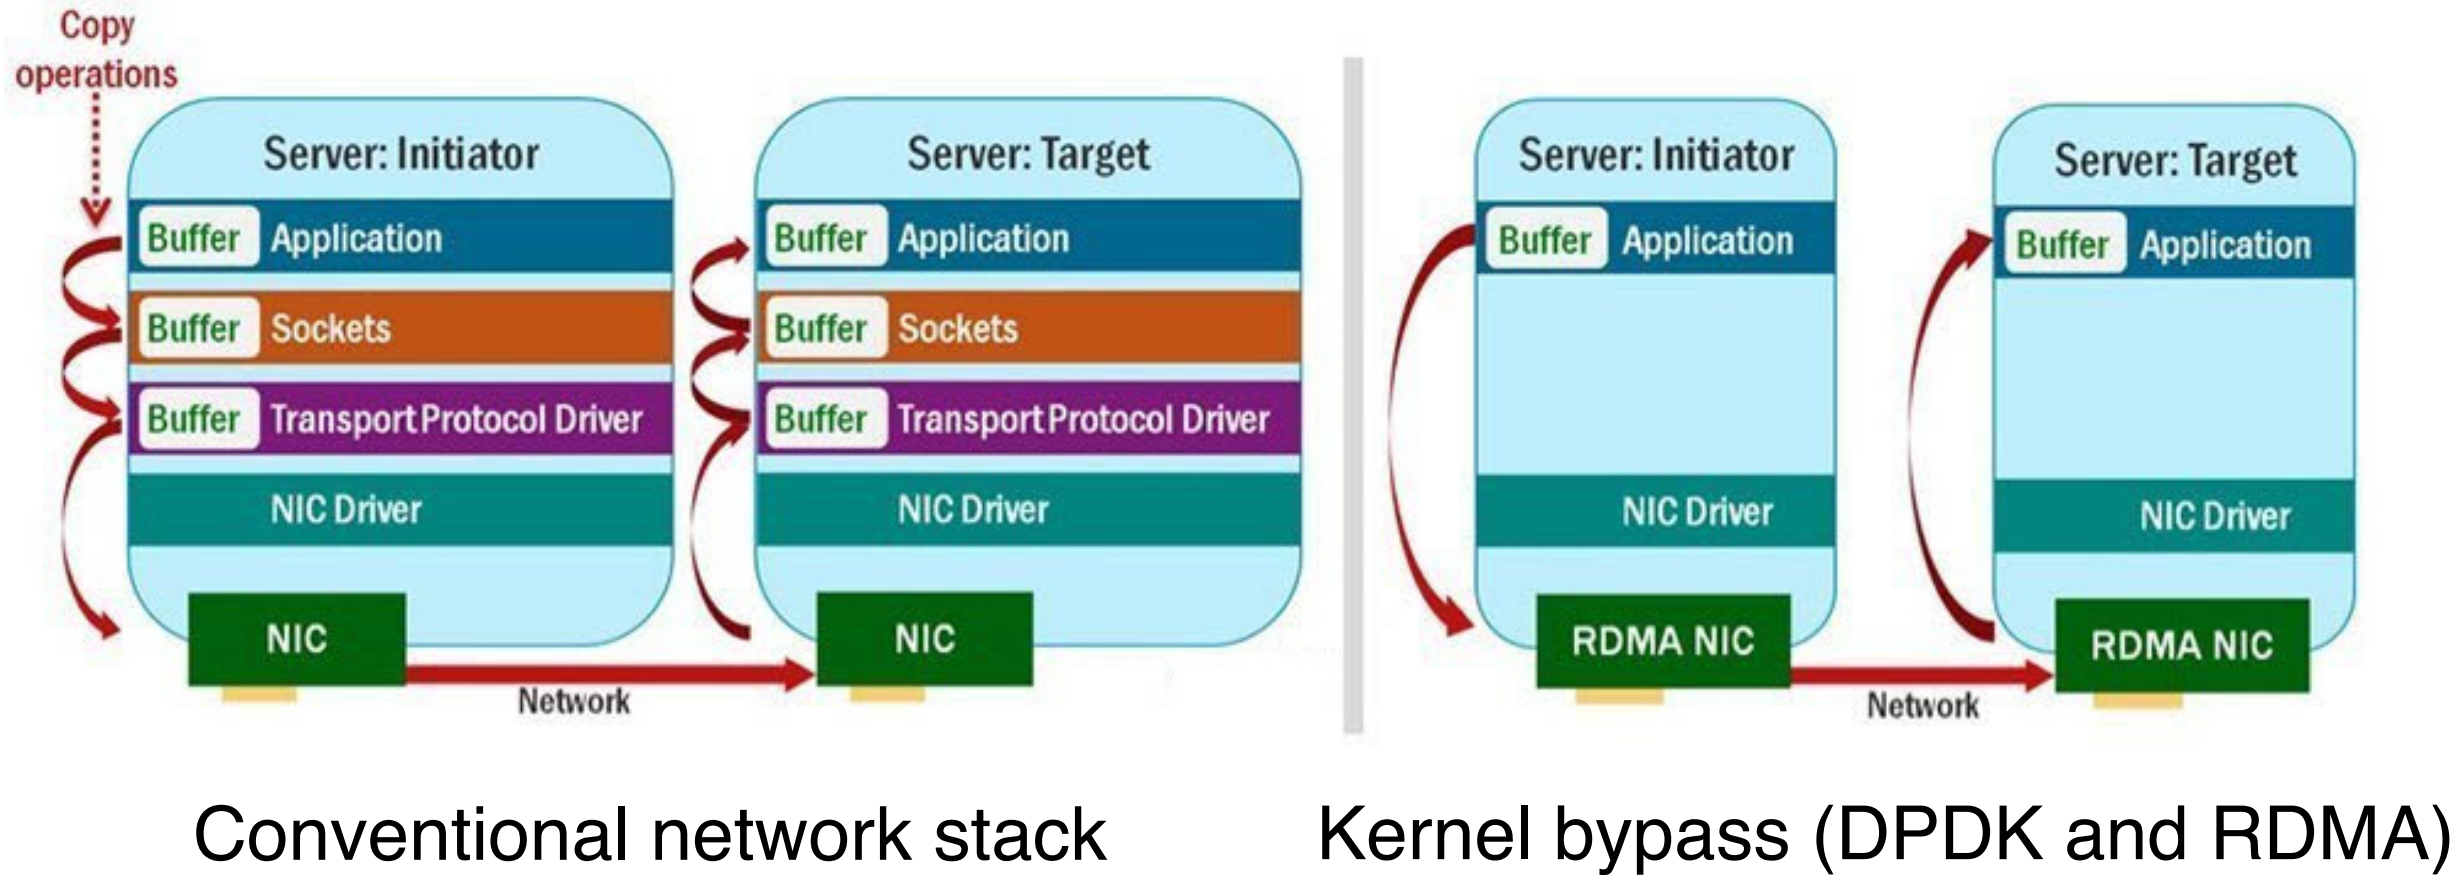 Copy
operations
Server: Initiator
Buffer Application
Buffer Sockets
Buffer Transport Protocol Driver
NIC Driver
NIC
Network
Server: Target
Buffer Application
Buffer Sockets
Buffer Transport Protocol Driver
NIC Driver
NIC
Server: Initiator
Buffer Application
NIC Driver
RDMA NIC
Network
Server: Target
Buffer Application
NIC Driver
RDMA NIC
Conventional network stack
Kernel bypass (DPDK and RDMA)